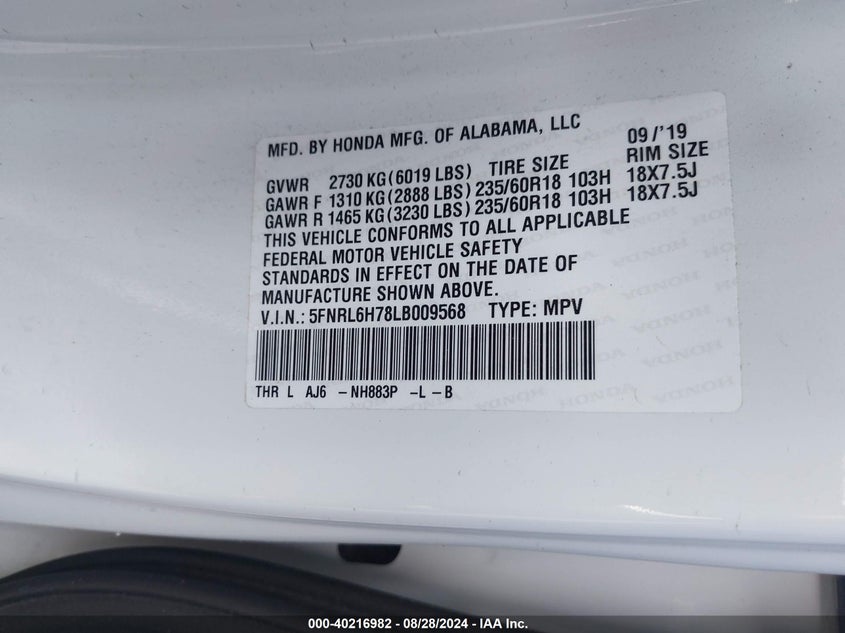 MFD. BY HONDA MFG. OF ALABAMA, LLC 09/'19
GVWR 2730 KG(6019 LBS) TIRE SIZE RIM SIZE
GAWR F 1310 KG(2888 LBS) 235/60R18 103H 18X7.5J
GAWR R 1465 KG(3230 LBS) 235/60R18 103H 18X7.5J
THIS VEHICLE CONFORMS TO ALL APPLICABLE
FEDERAL MOTOR VEHICLE SAFETY
STANDARDS IN EFFECT ON THE DATE OF
MANUFACTURE SHOWN ABOVE.
V.I.N.: 5FNRL6H78LB009568 TYPE: MPV
THR L AJ6 -NH883P -L -B
HONDA
000-40216982 - 08/28/2024 - IAA Inc.